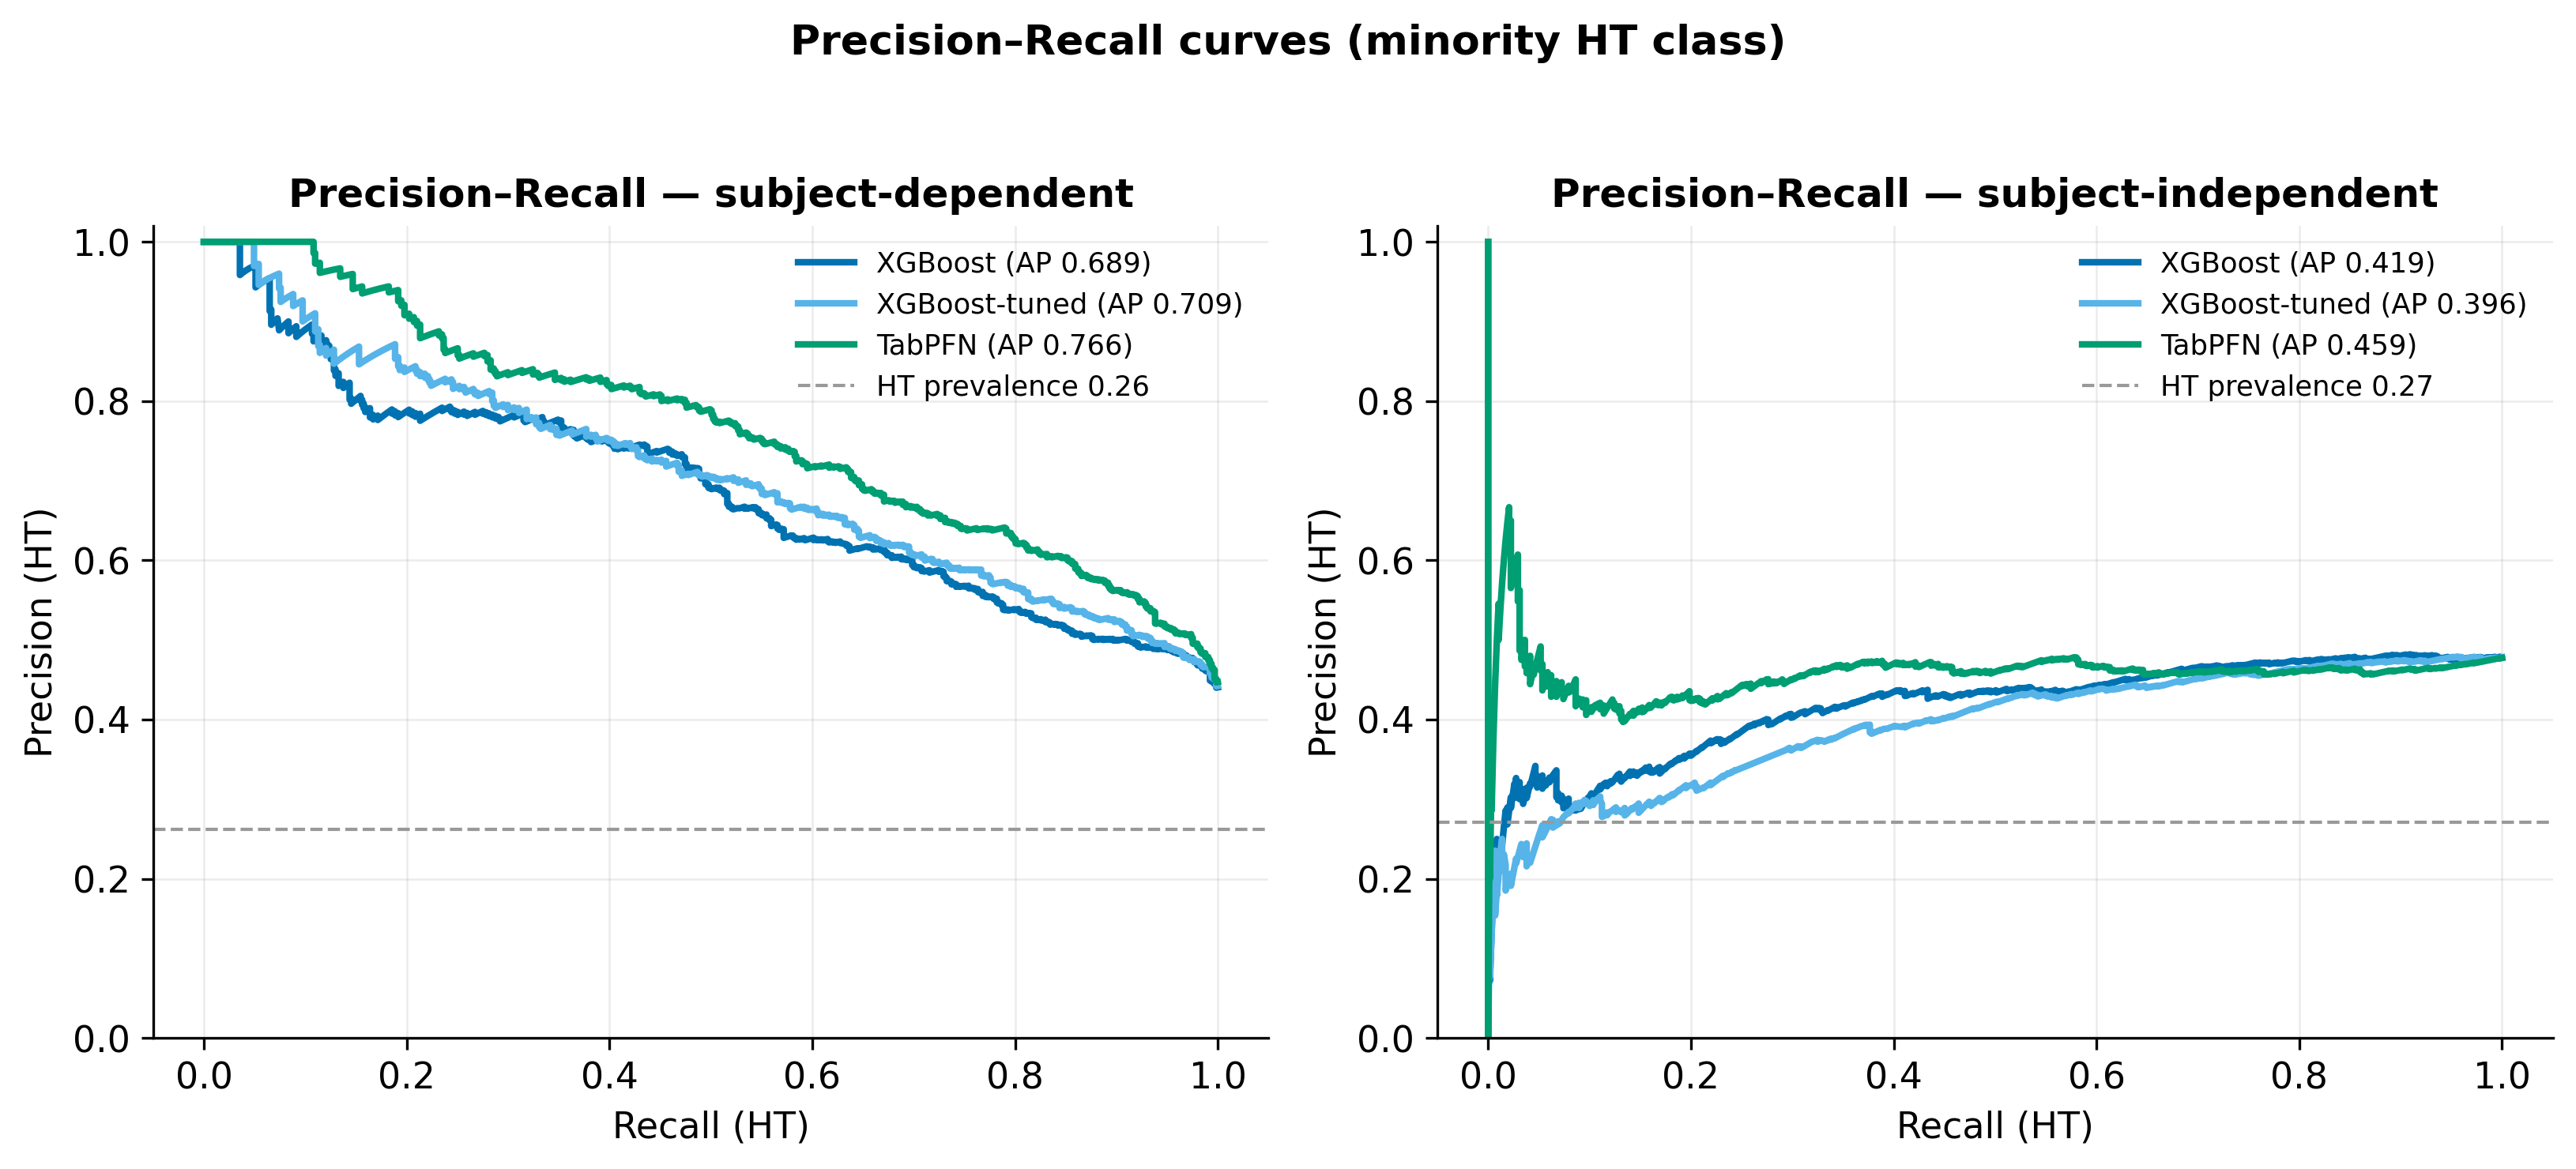 Precision–Recall curves (minority HT class)
Precision–Recall — subject-dependent
1.0
0.8
0.6
0.4
0.2
0.0
Precision (HT)
XGBoost (AP 0.689)
XGBoost-tuned (AP 0.709)
TabPFN (AP 0.766)
HT prevalence 0.26
0.0 0.2 0.4 0.6 0.8 1.0
Recall (HT)
Precision–Recall — subject-independent
1.0
0.8
0.6
0.4
0.2
0.0
Precision (HT)
XGBoost (AP 0.419)
XGBoost-tuned (AP 0.396)
TabPFN (AP 0.459)
HT prevalence 0.27
0.0 0.2 0.4 0.6 0.8 1.0
Recall (HT)